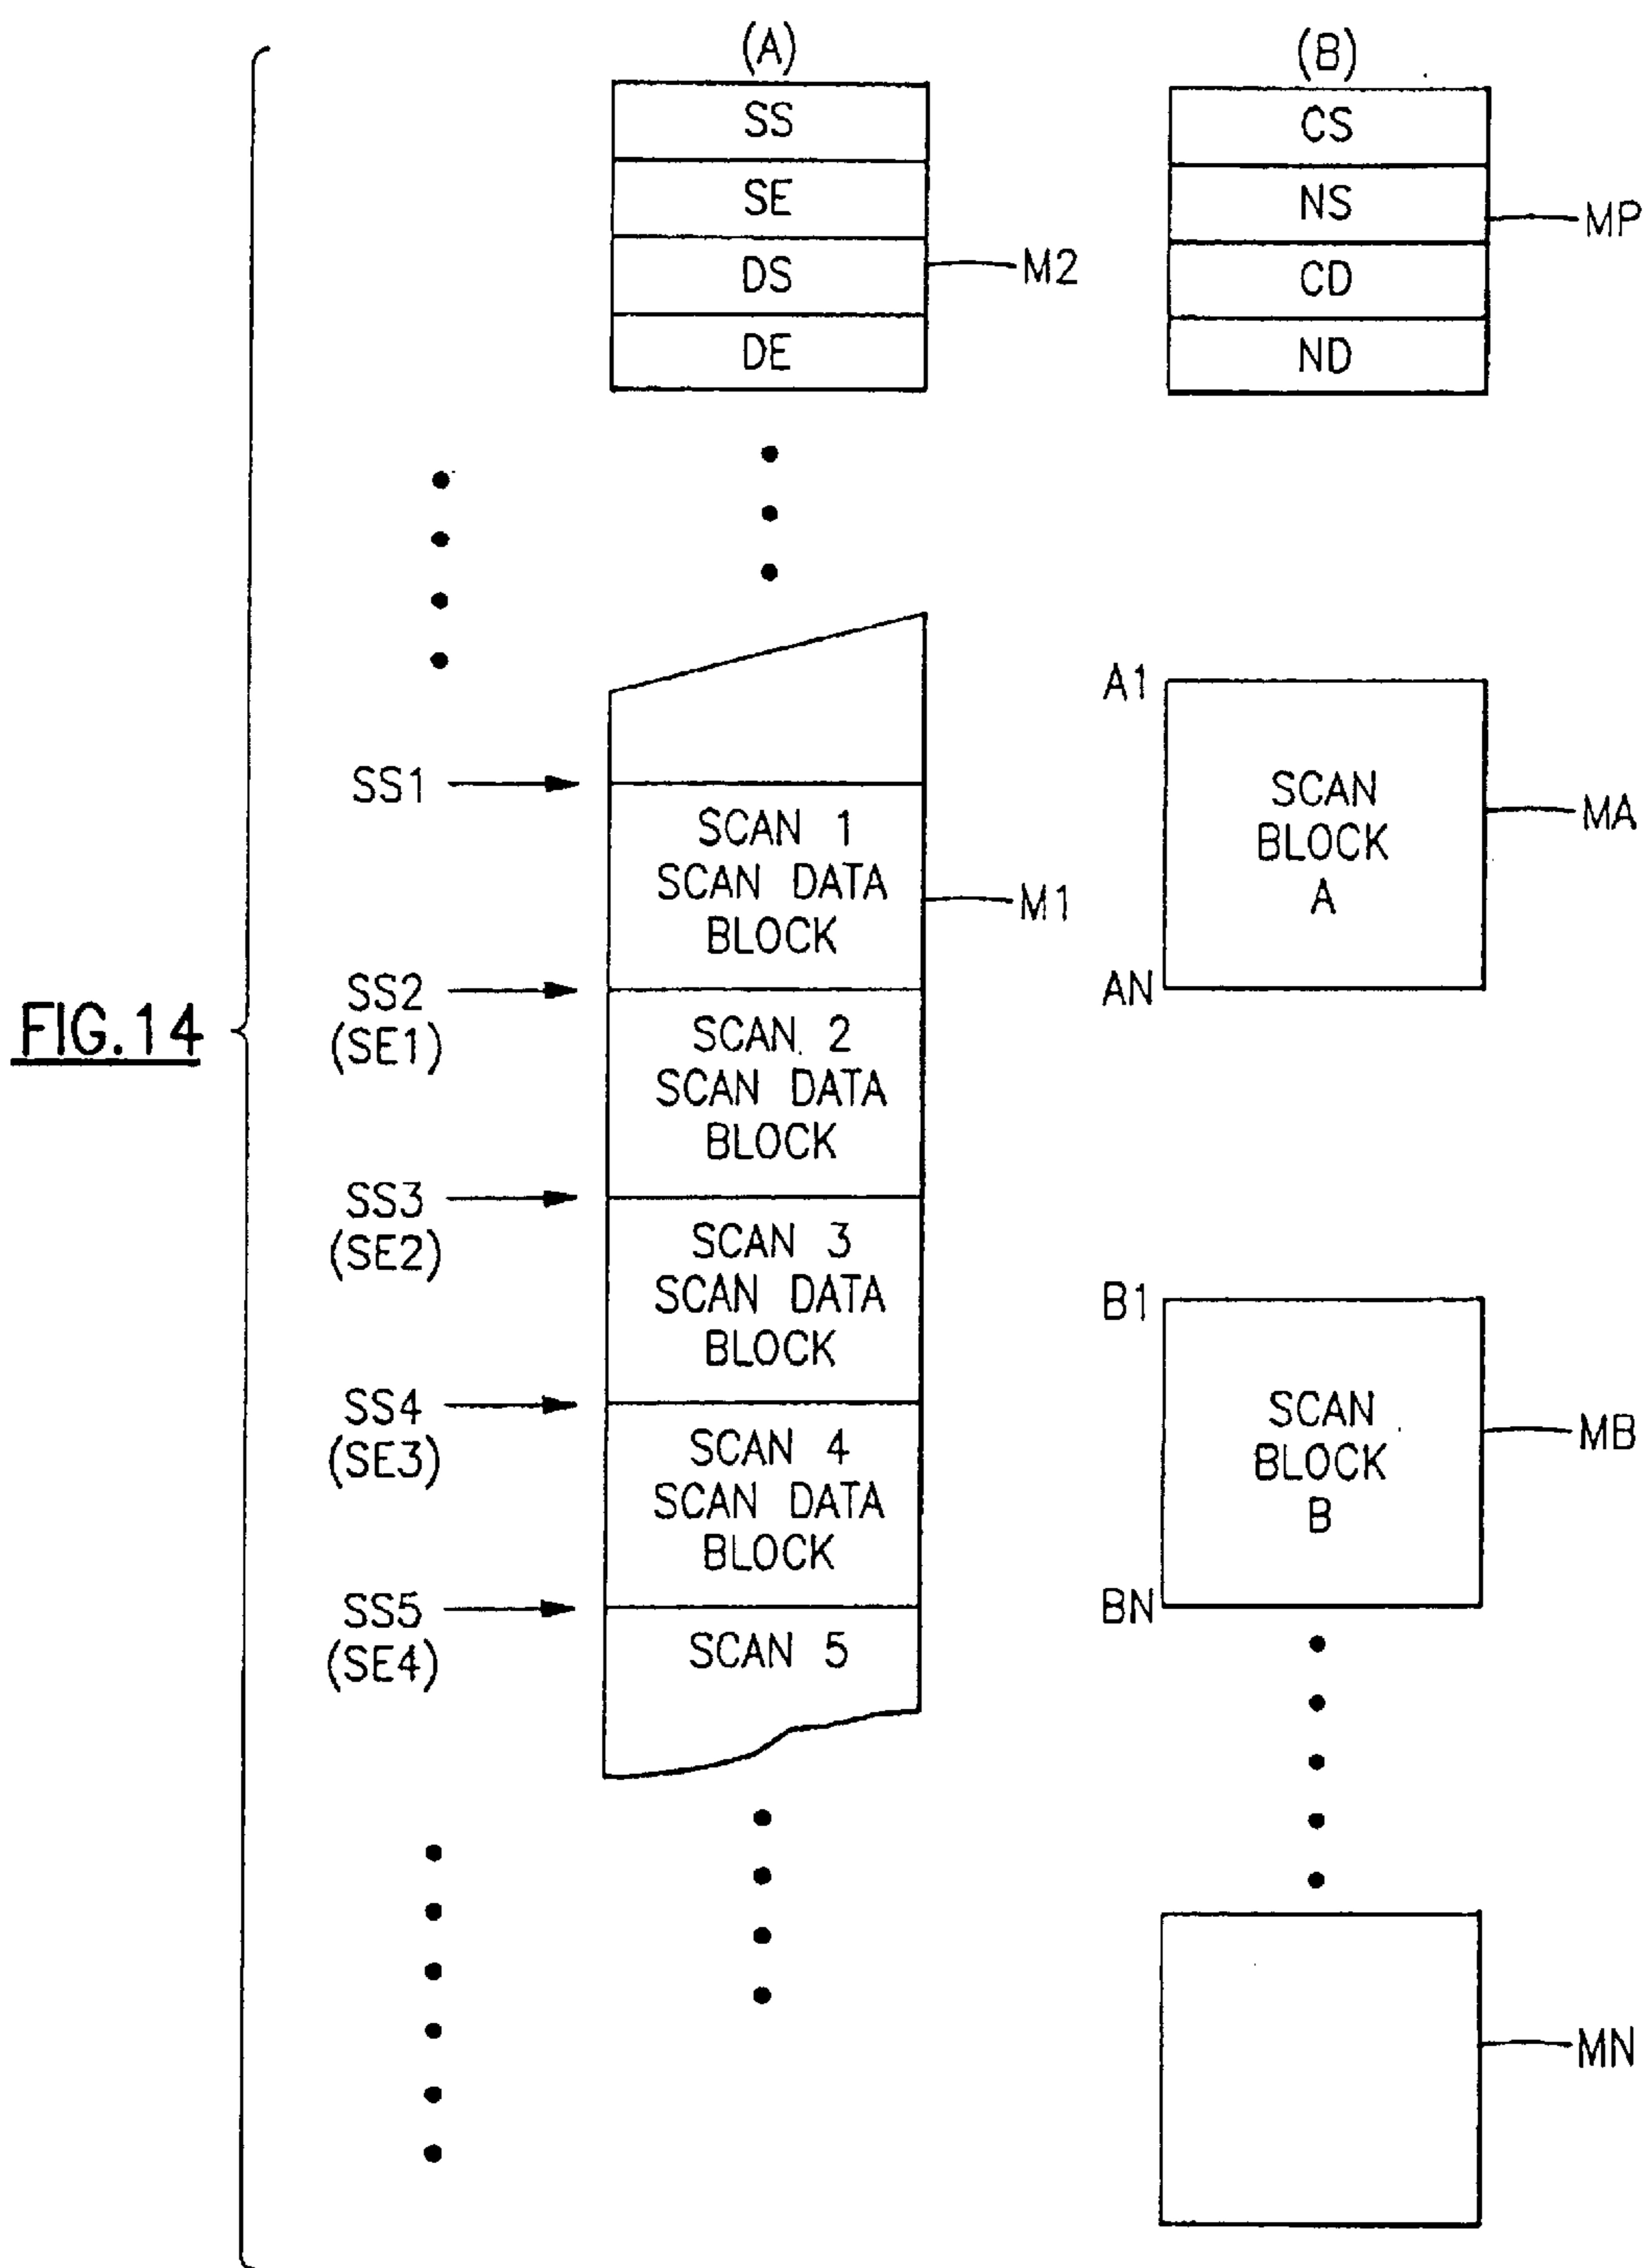 (A)
(B)
SS
SE
DS
DE
M2
CS
NS
CD
ND
MP
SS1
SCAN 1
SCAN DATA
BLOCK
M1
SS2
(SE1)
SCAN 2
SCAN DATA
BLOCK
SS3
(SE2)
SCAN 3
SCAN DATA
BLOCK
SS4
(SE3)
SCAN 4
SCAN DATA
BLOCK
SS5
(SE4)
SCAN 5
A1
SCAN
BLOCK
A
AN
MA
B1
SCAN
BLOCK
B
BN
MB
MN
FIG.14